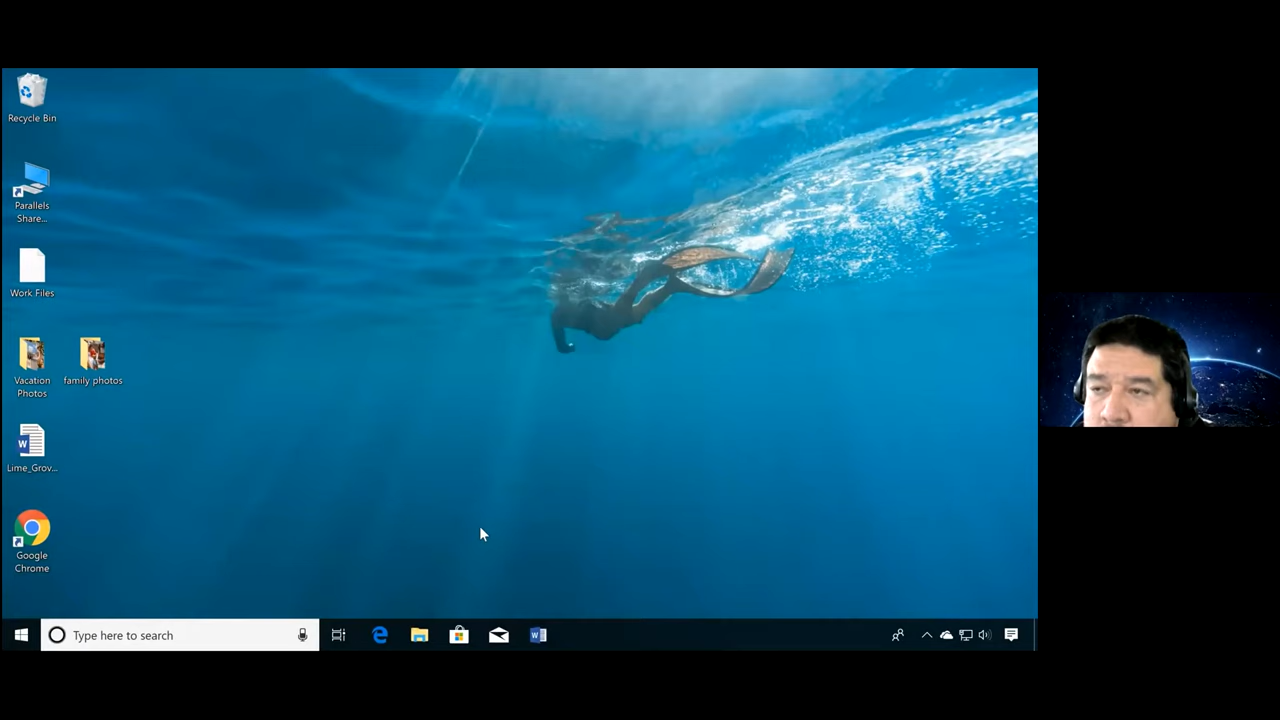 Recycle Bin
Parallels
Share...
Work Files
Vacation
Photos
family photos
Lime_Grov...
Google
Chrome
Type here to search